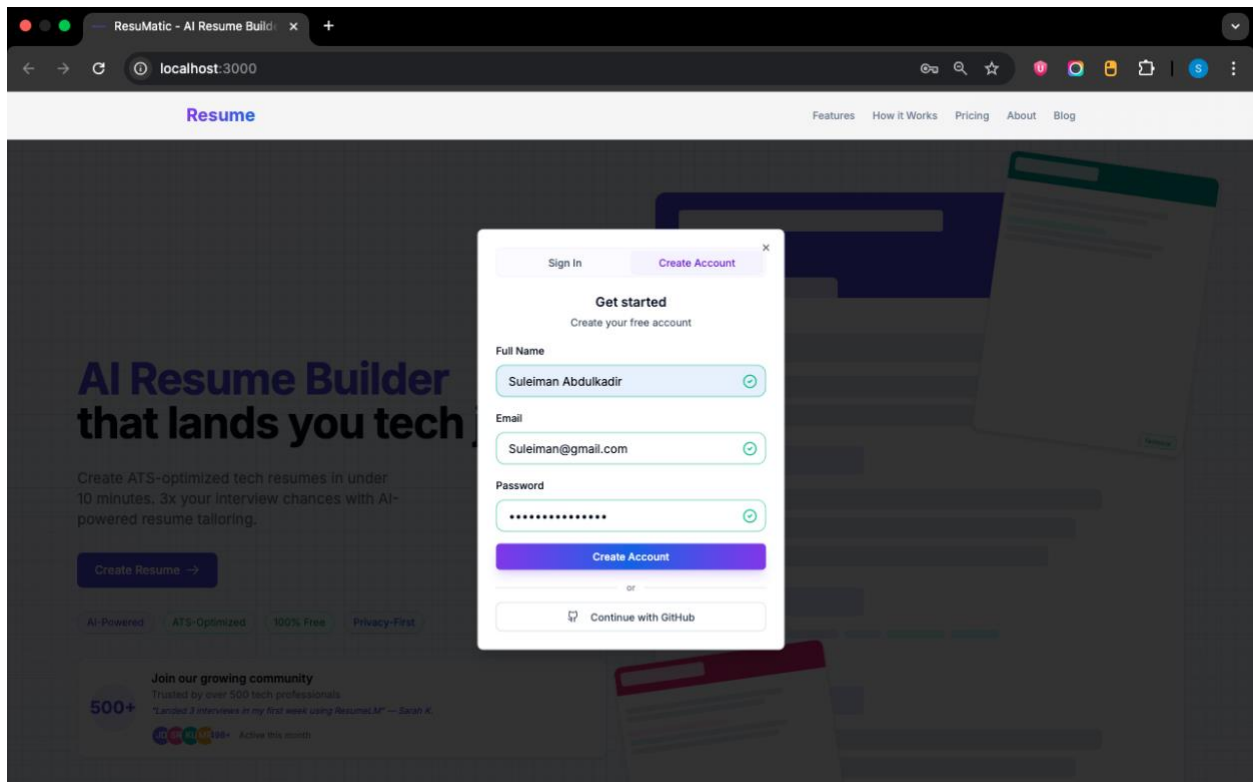 ResuMatic - AI Resume Build
localhost:3000
S
Resume
Features How it Works Pricing About Blog
Sign In Create Account
Get started
Create your free account
Full Name
Suleiman Abdulkadir
Email
Suleiman@gmail.com
Password
•••••••••••••••
Create Account
or
Continue with GitHub
AI Resume Builder
that lands you tech j
Create ATS-optimized tech resumes in under
10 minutes. 3x your interview chances with AI-
powered resume tailoring.
Create Resume →
AI-Powered ATS-Optimized 100% Free Privacy-First
500+
Join our growing community
Trusted by over 500 tech professionals
"Landed 3 interviews in my first week using ResumeLM" — Sarah K.
Active this month